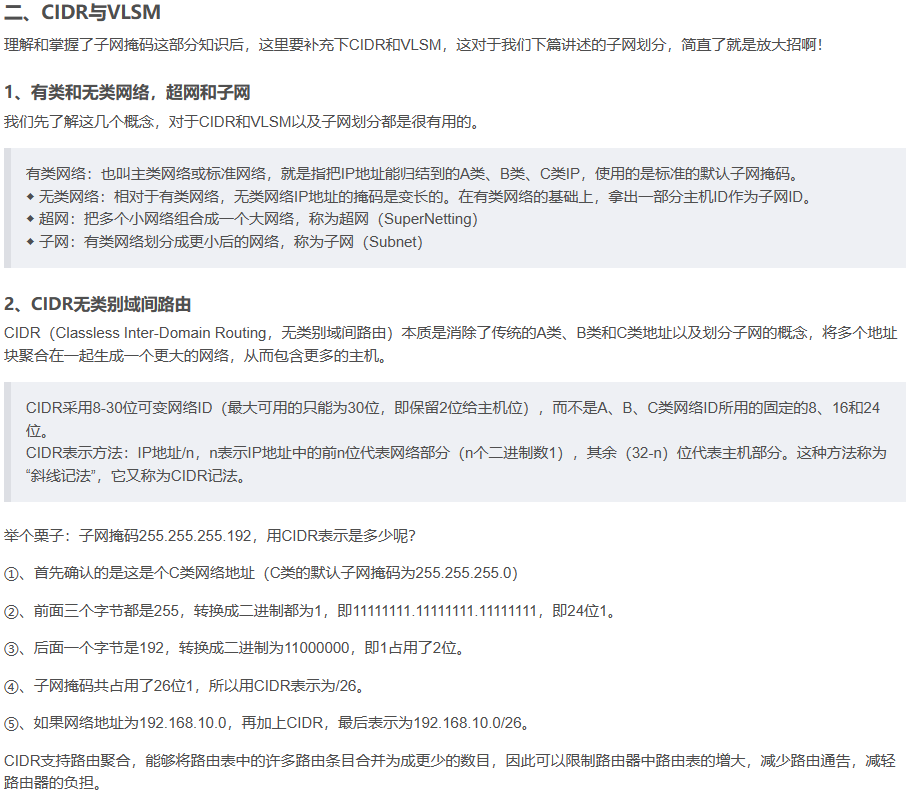 二、CIDR与VLSM
理解和掌握了子网掩码这部分知识后，这里要补充下CIDR和VLSM，这对于我们下篇讲述的子网划分，简直了就是放大招啊！
1、有类和无类网络，超网和子网
我们先了解这几个概念，对于CIDR和VLSM以及子网划分都是很有用的。
有类网络：也叫主类网络或标准网络，就是指把IP地址能归结到的A类、B类、C类IP，使用的是标准的默认子网掩码。
◆ 无类网络：相对于有类网络，无类网络IP地址的掩码是变长的。在有类网络的基础上，拿出一部分主机ID作为子网ID。
◆ 超网：把多个小网络组合成一个大网络，称为超网（SuperNetting）
◆ 子网：有类网络划分成更小后的网络，称为子网（Subnet）
2、CIDR无类别域间路由
CIDR（Classless Inter-Domain Routing，无类别域间路由）本质是消除了传统的A类、B类和C类地址以及划分子网的概念，将多个地址
块聚合在一起生成一个更大的网络，从而包含更多的主机。
CIDR采用8-30位可变网络ID（最大可用的只能为30位，即保留2位给主机位），而不是A、B、C类网络ID所用的固定的8、16和24
位。
CIDR表示方法：IP地址/n，n表示IP地址中的前n位代表网络部分（n个二进制数1），其余（32-n）位代表主机部分。这种方法称为
“斜线记法”，它又称为CIDR记法。
举个栗子：子网掩码255.255.255.192，用CIDR表示是多少呢?
①、首先确认的是这是个C类网络地址（C类的默认子网掩码为255.255.255.0）
②、前面三个字节都是255，转换成二进制都为1，即11111111.11111111.11111111，即24位1。
③、后面一个字节是192，转换成二进制为11000000，即1占用了2位。
④、子网掩码共占用了26位1，所以用CIDR表示为/26。
⑤、如果网络地址为192.168.10.0，再加上CIDR，最后表示为192.168.10.0/26。
CIDR支持路由聚合，能够将路由表中的许多路由条目合并为成更少的数目，因此可以限制路由器中路由表的增大，减少路由通告，减轻
路由器的负担。